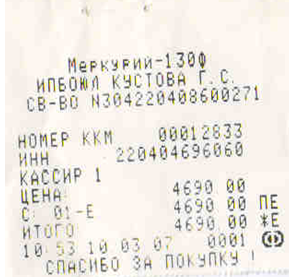 Меркурий-130Ф
ИПБОЮЛ КУСТОВА Г.С.
СВ-ВО N304220408600271
НОМЕР ККМ 00012833
ИНН 220404696060
КАССИР 1
ЦЕНА: 4690.00
С: 01-Е 4690.00 ПЕ
ИТОГО 4690.00 *Е
10:53 10.03.07 0001
СПАСИБО ЗА ПОКУПКУ !